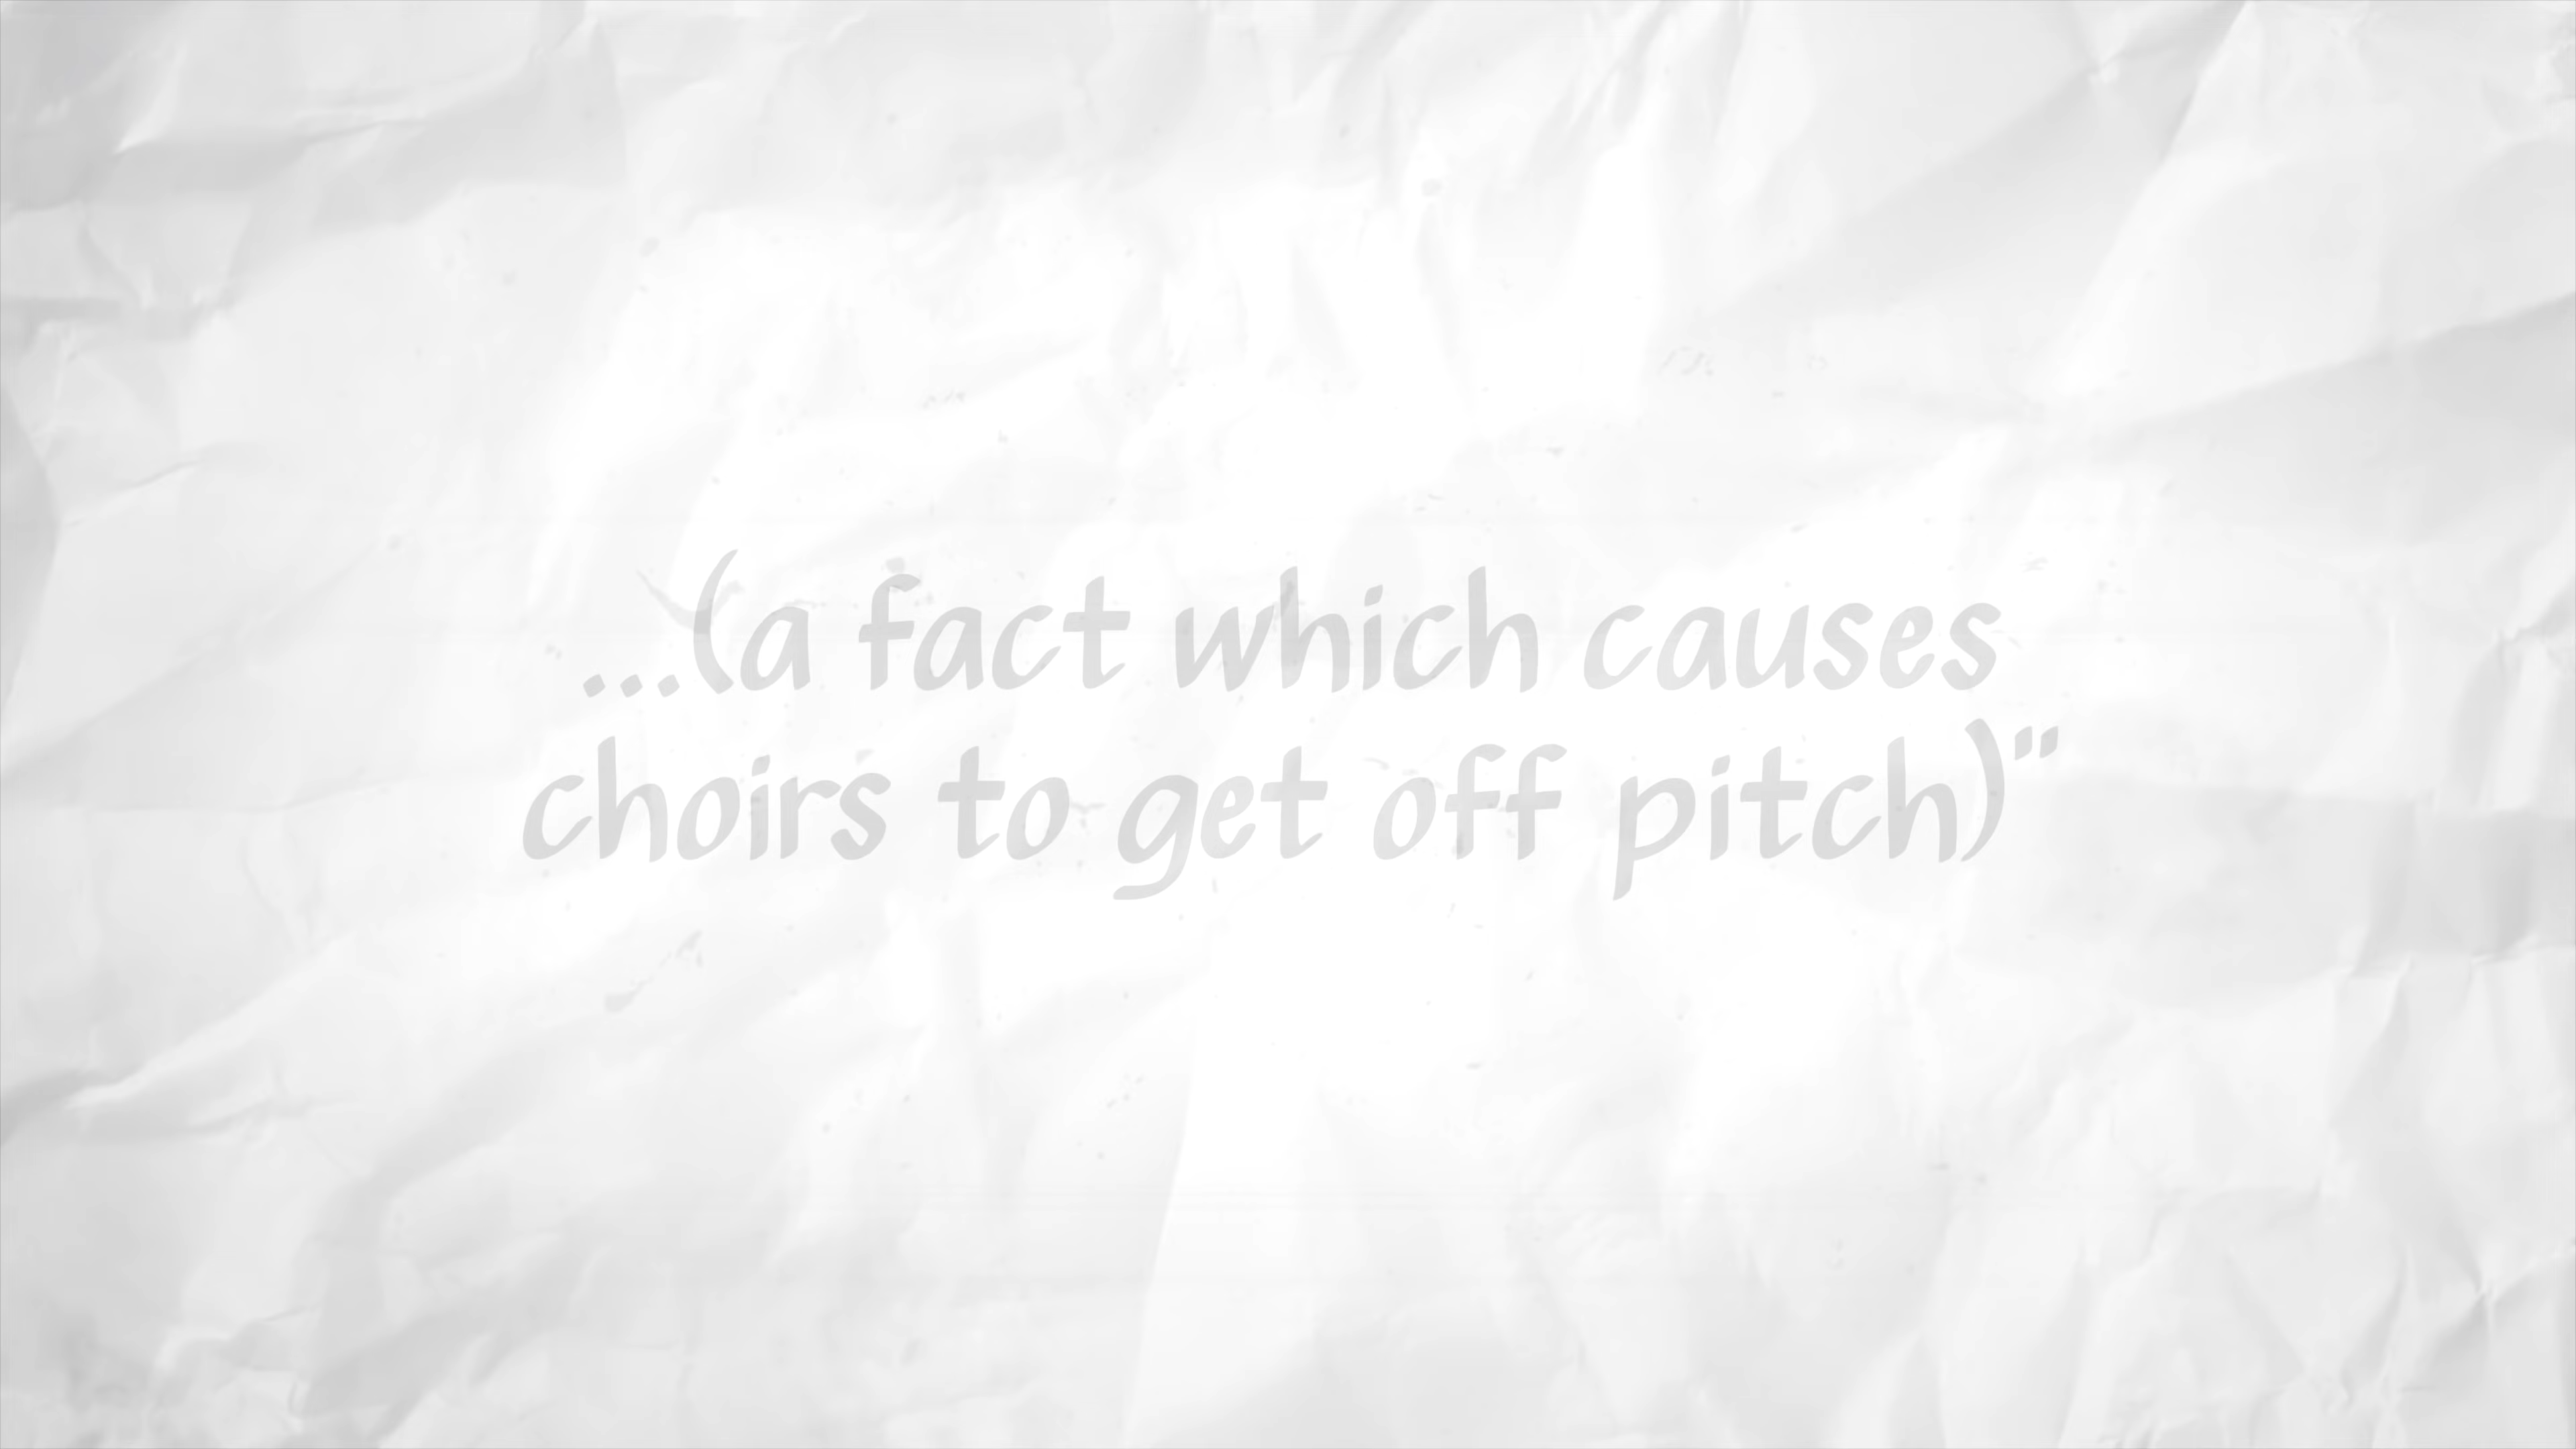 ...(a fact which causes
choirs to get off pitch)”